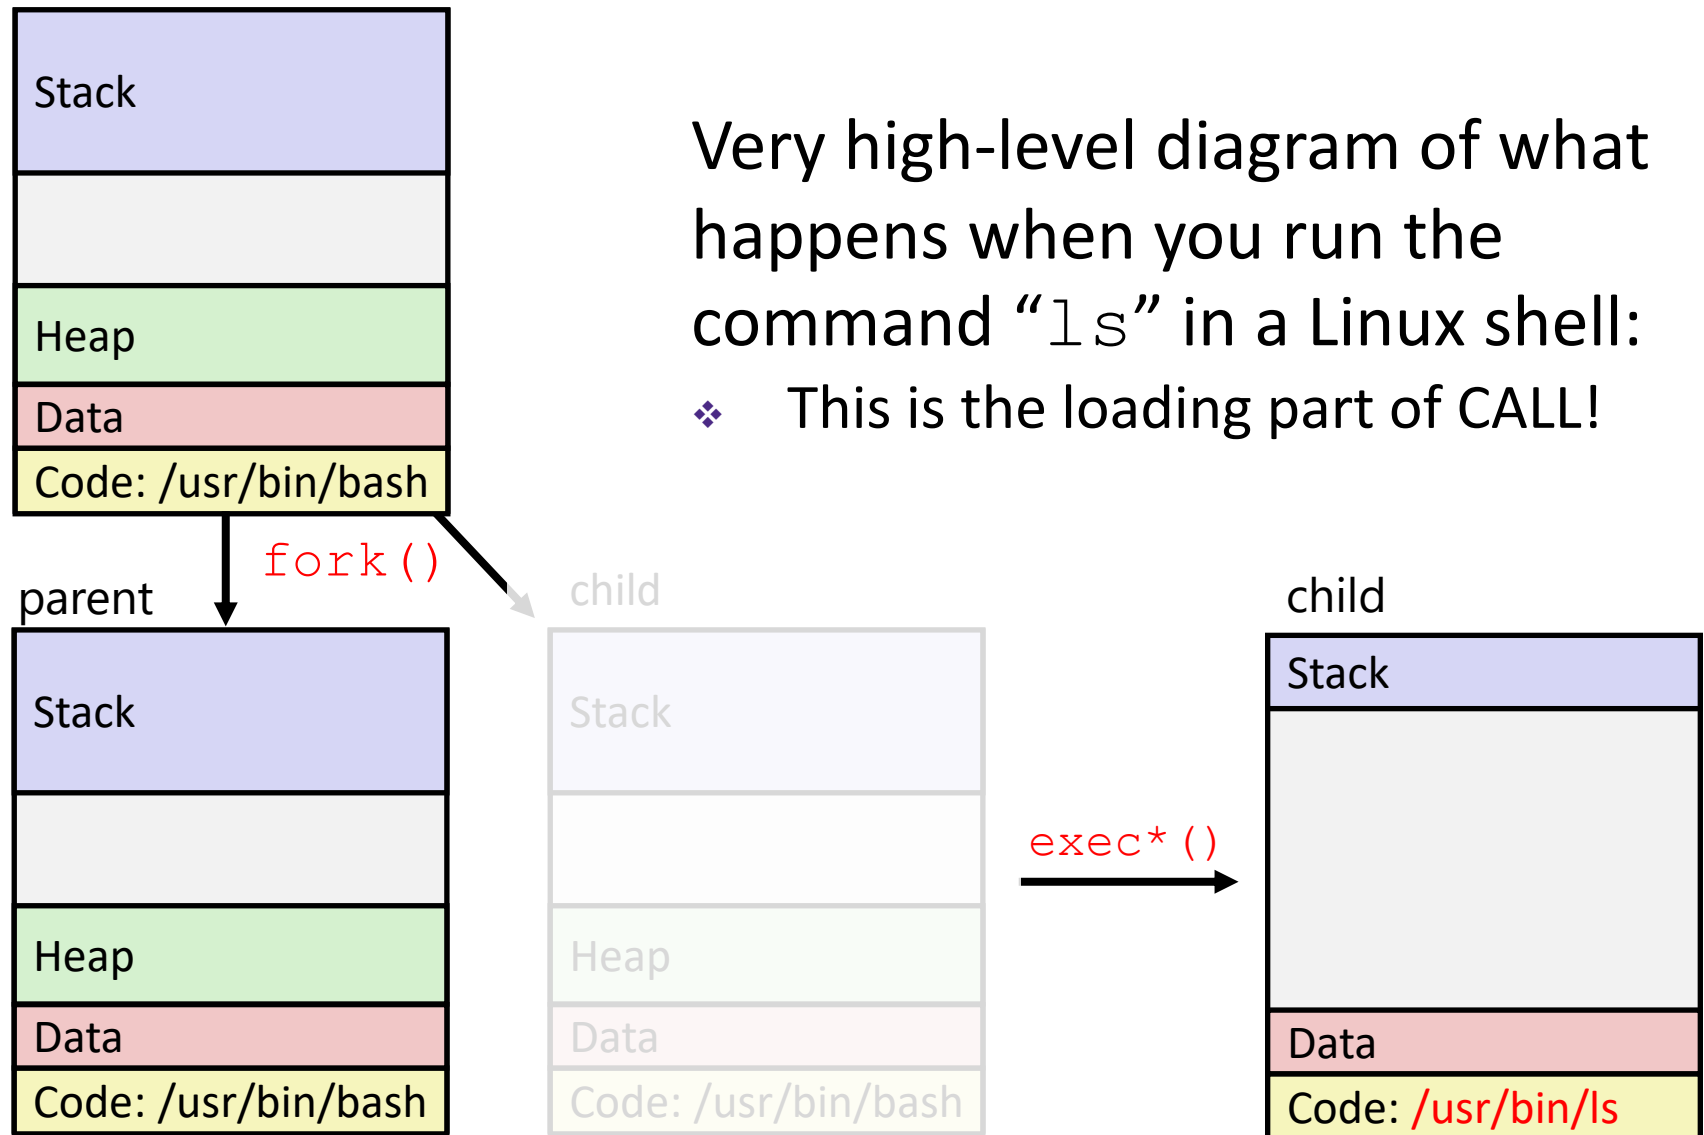 Stack
Heap
Data
Code: /usr/bin/bash
Very high-level diagram of what
happens when you run the
command “ls” in a Linux shell:
❖ This is the loading part of CALL!
fork()
parent
Stack
Heap
Data
Code: /usr/bin/bash
child
Stack
Heap
Data
Code: /usr/bin/bash
exec*()
child
Stack
Data
Code: /usr/bin/ls